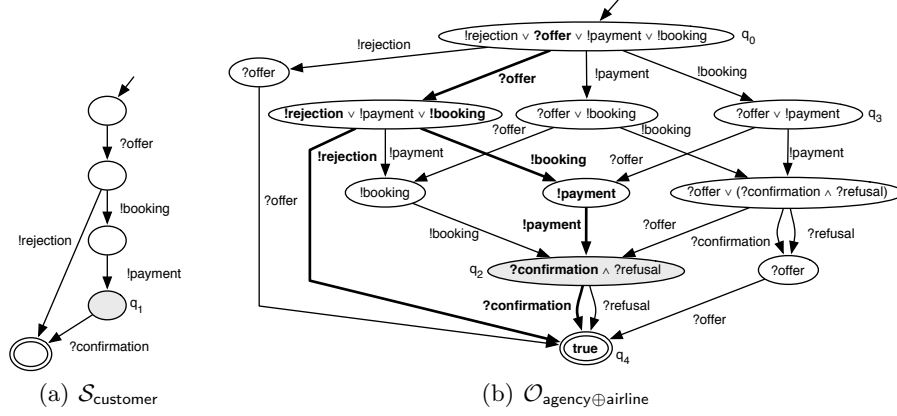 !rejection ∨ ?offer ∨ !payment ∨ !booking q0
!rejection
?offer
?offer
!payment
!booking
?offer
!rejection ∨ !payment ∨ !booking
?offer ∨ !booking
?offer ∨ !payment q3
!rejection
!payment
!booking
?offer
?offer
!booking
!payment
!booking
!payment
?offer ∨ (?confirmation ∧ ?refusal)
!rejection
!booking
!payment
q1
?confirmation
?offer
!booking
!payment
?offer
?confirmation
?refusal
q2 ?confirmation ∧ ?refusal
?offer
?confirmation
?refusal
?offer
true q4
(a) Scustomer
(b) Oagency⊕airline